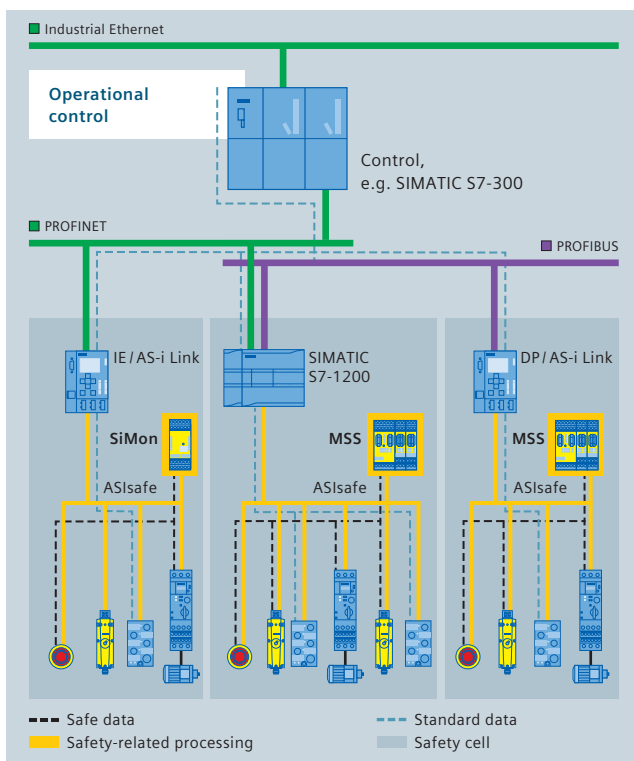 Industrial Ethernet
Operational
control
Control,
e.g. SIMATIC S7-300
PROFINET
PROFIBUS
IE/AS-i Link
SIMATIC
S7-1200
DP/AS-i Link
SiMon
MSS
MSS
ASIsafe
ASIsafe
ASIsafe
Safe data
Standard data
Safety-related processing
Safety cell